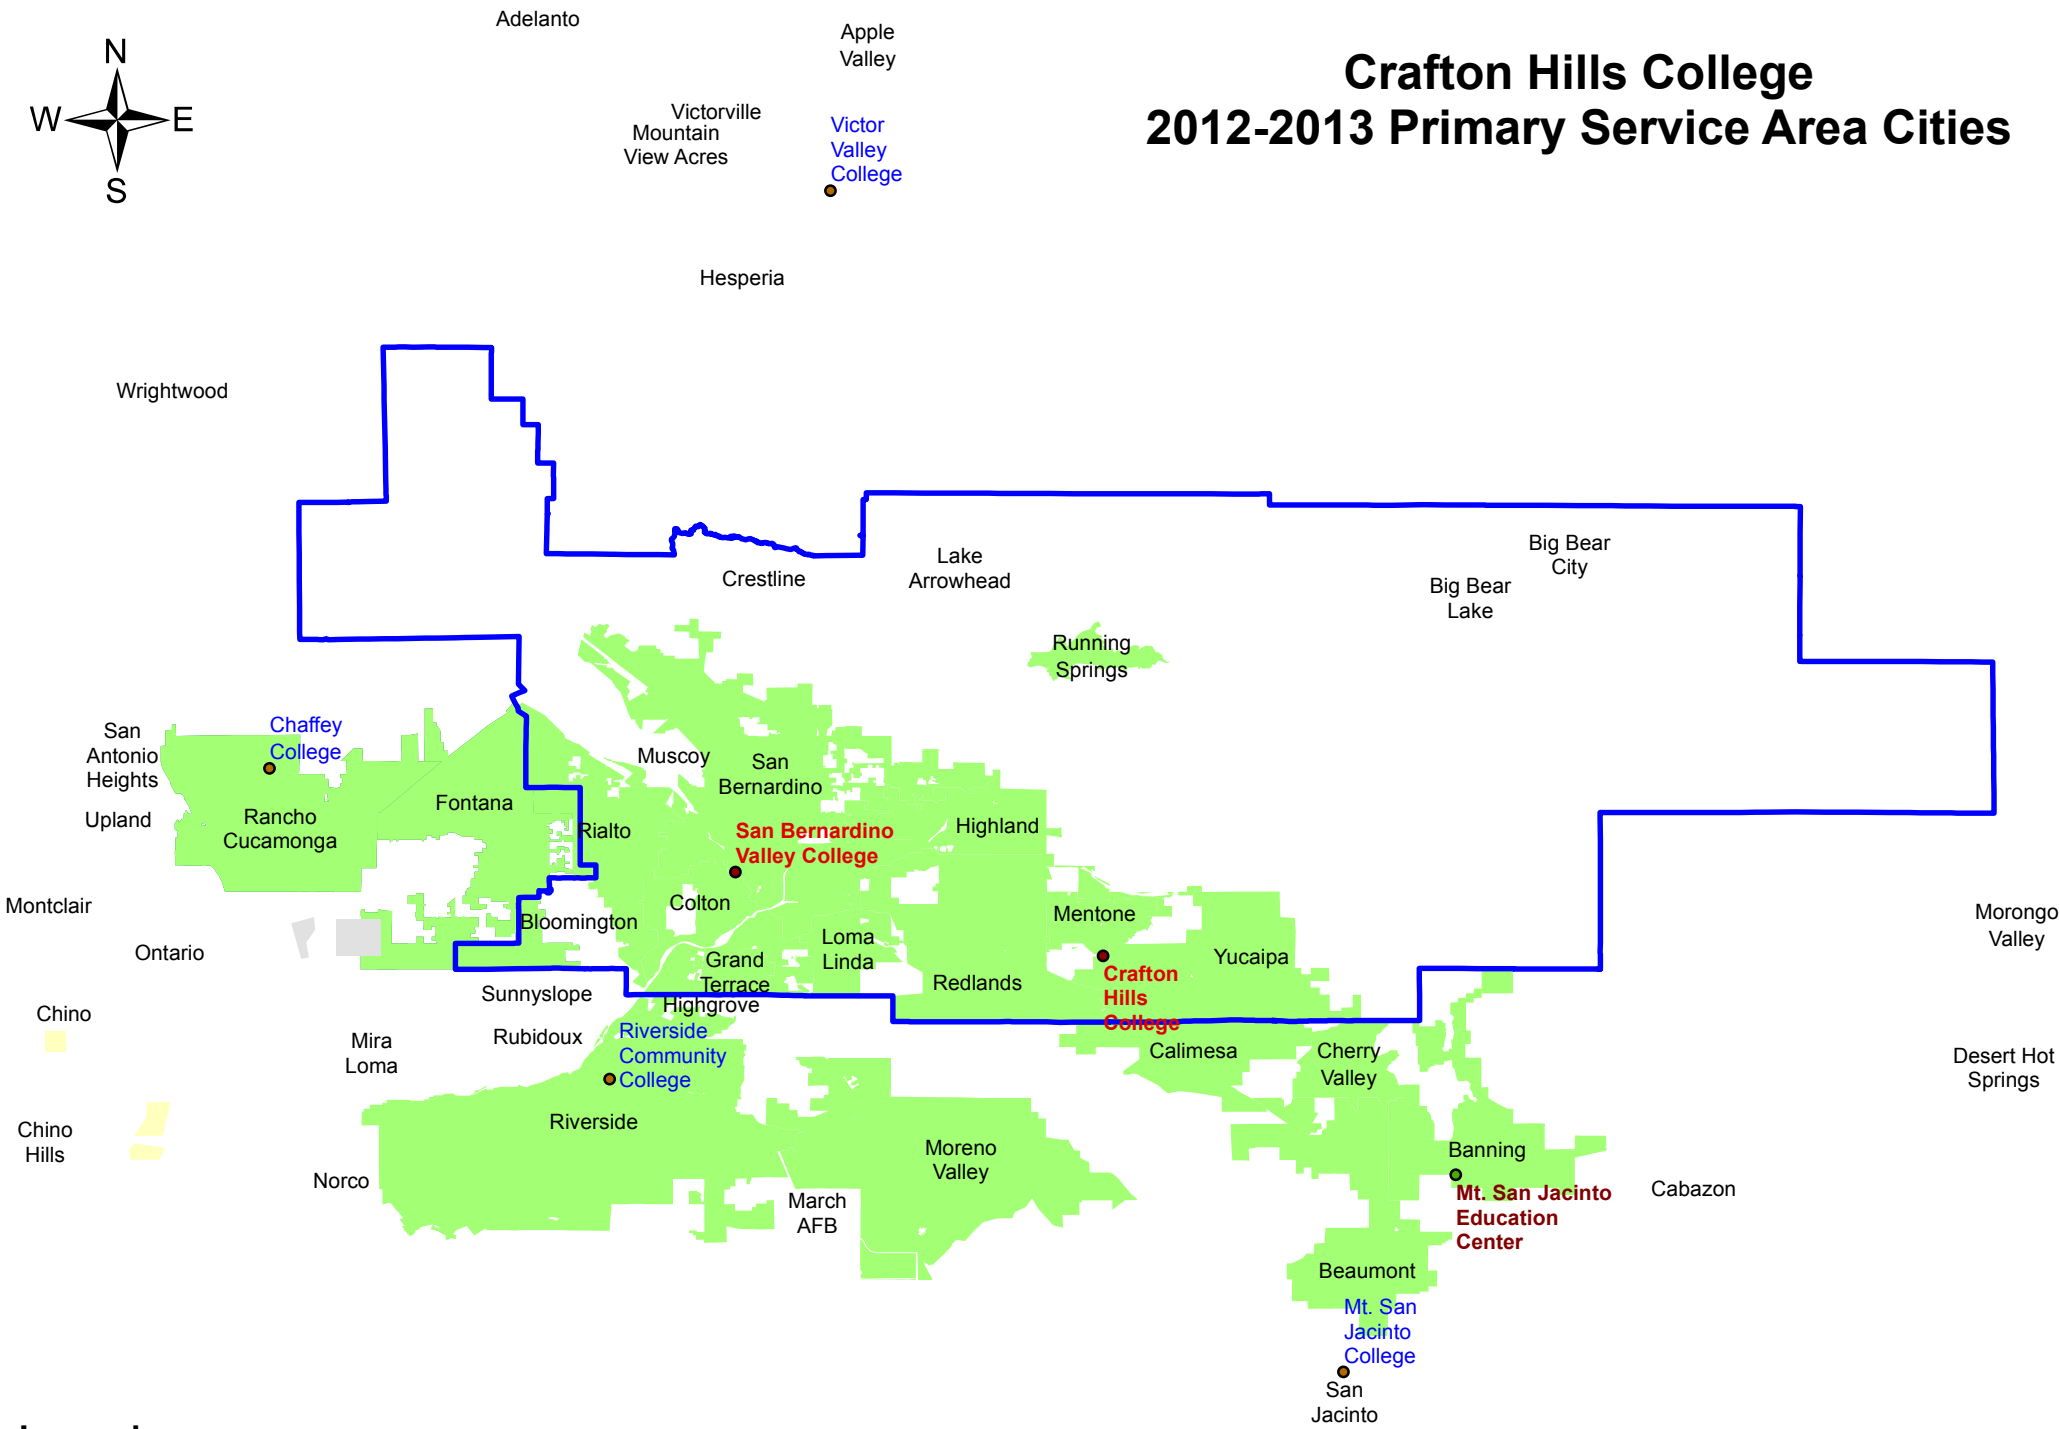 Adelanto
Apple
Valley
N
W
E
S
Crafton Hills College
2012-2013 Primary Service Area Cities
Victorville
Mountain
View Acres
Victor
Valley
College
Hesperia
Wrightwood
Crestline
Lake
Arrowhead
Big Bear
City
Big Bear
Lake
Running
Springs
San
Antonio
Heights
Chaffey
College
Muscoy
San
Bernardino
Upland
Rancho
Cucamonga
Fontana
Rialto
San Bernardino
Valley College
Highland
Montclair
Bloomington
Colton
Mentone
Morongo
Valley
Ontario
Loma
Linda
Grand
Terrace
Yucaipa
Redlands
Crafton
Hills
College
Sunnyslope
Highgrove
Chino
Rubidoux
Riverside
Community
College
Mira
Loma
Calimesa
Cherry
Valley
Desert Hot
Springs
Chino
Hills
Riverside
Moreno
Valley
Banning
Norco
March
AFB
Mt. San Jacinto
Education
Center
Cabazon
Beaumont
Mt. San
Jacinto
College
San
Jacinto